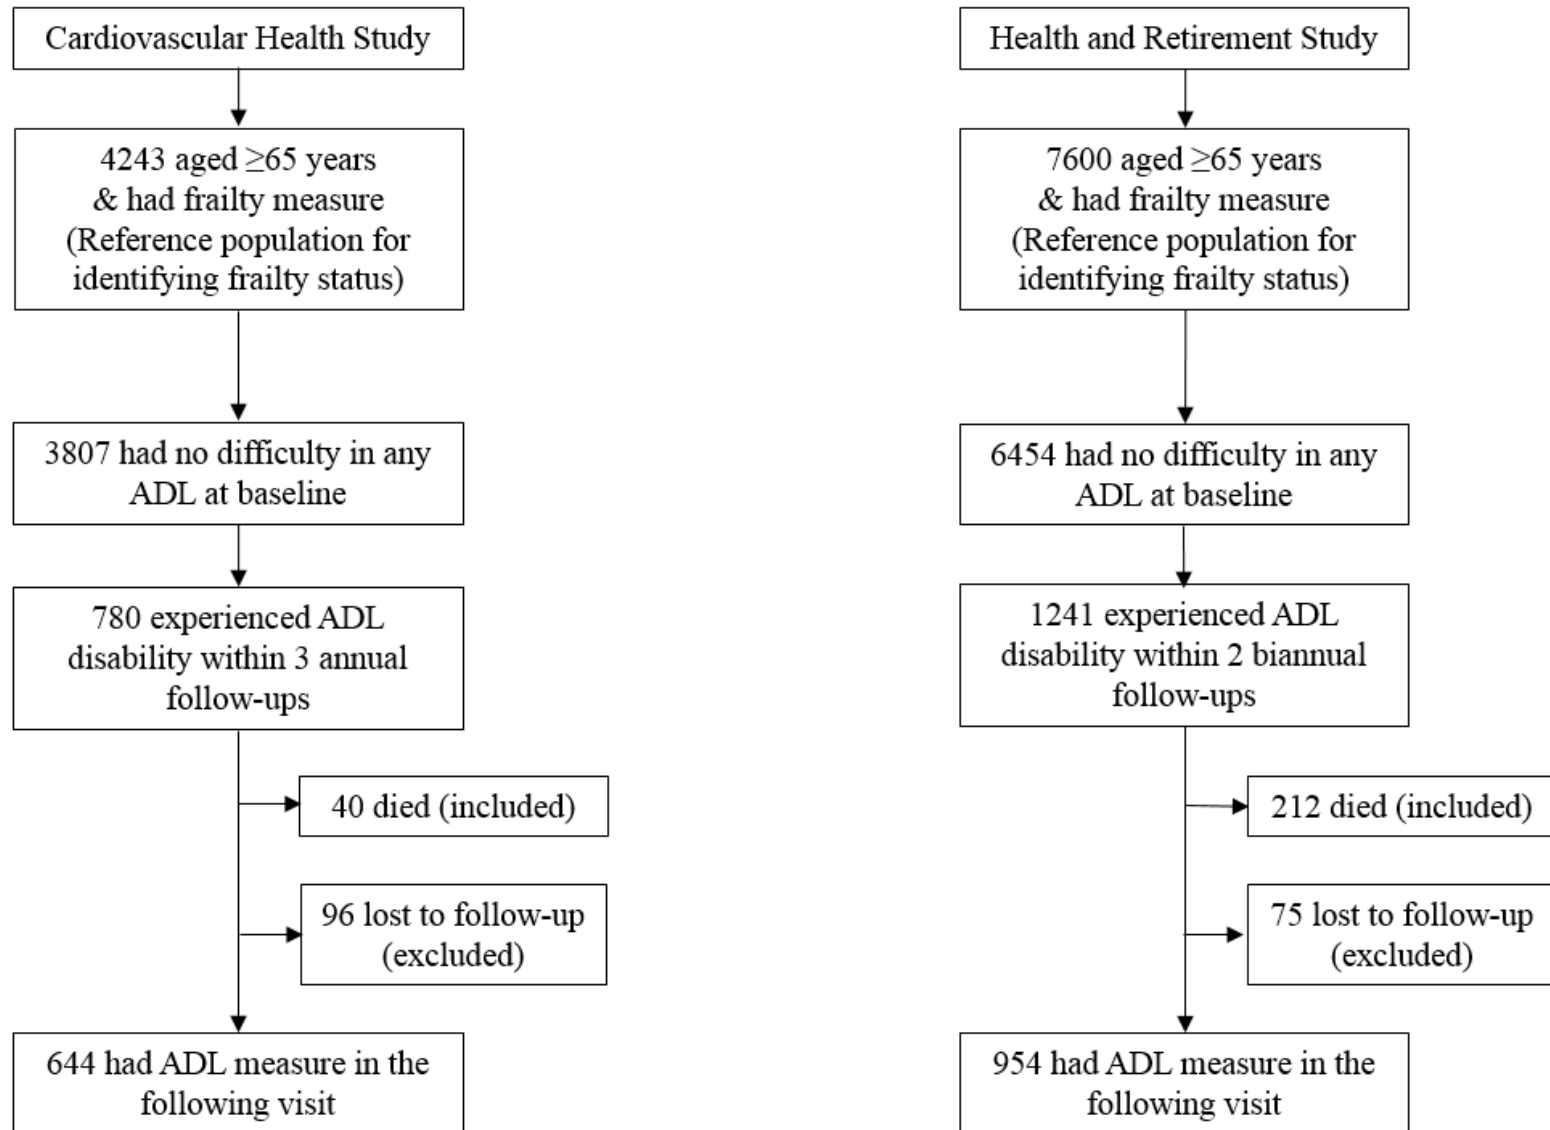 Cardiovascular Health Study
4243 aged ≥65 years
& had frailty measure
(Reference population for
identifying frailty status)
3807 had no difficulty in any
ADL at baseline
780 experienced ADL
disability within 3 annual
follow-ups
40 died (included)
96 lost to follow-up
(excluded)
644 had ADL measure in the
following visit
Health and Retirement Study
7600 aged ≥65 years
& had frailty measure
(Reference population for
identifying frailty status)
6454 had no difficulty in any
ADL at baseline
1241 experienced ADL
disability within 2 biannual
follow-ups
212 died (included)
75 lost to follow-up
(excluded)
954 had ADL measure in the
following visit